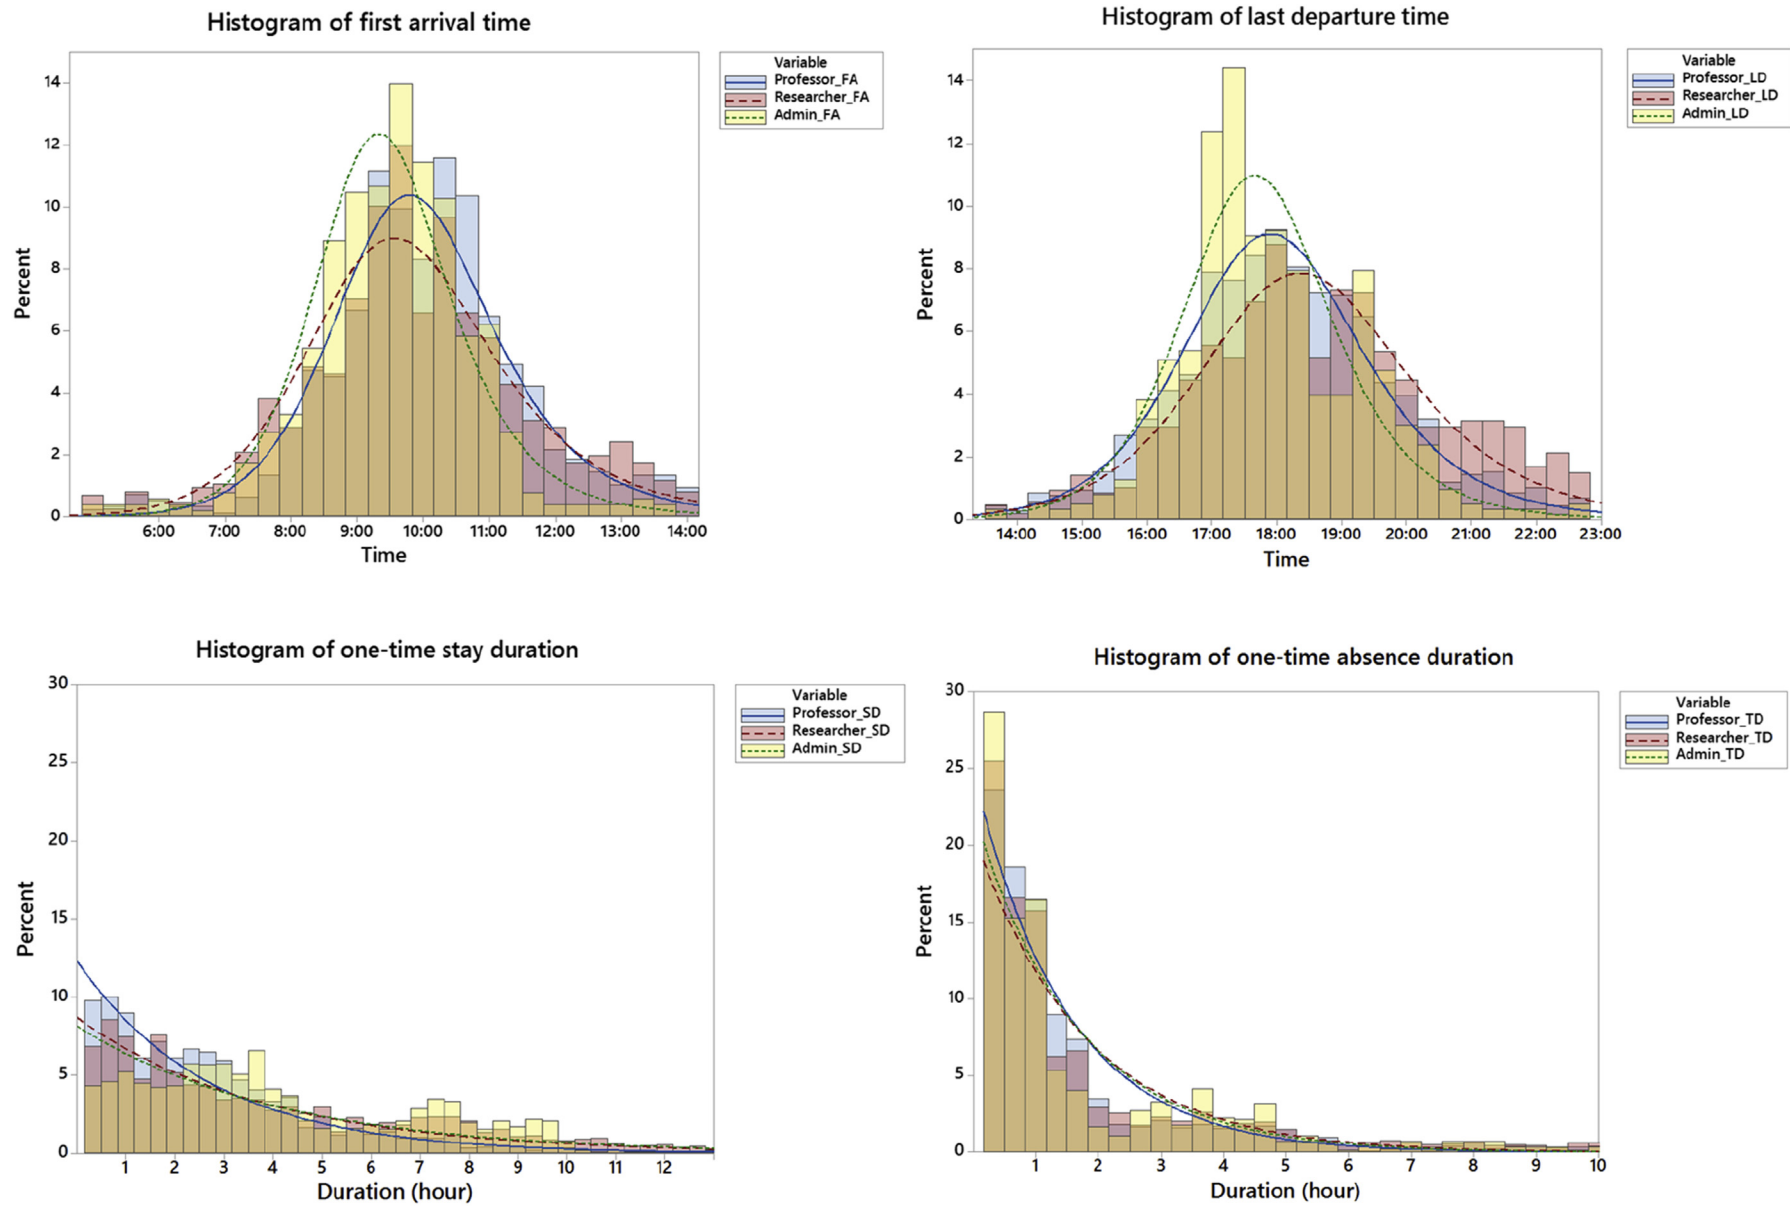 Histogram of first arrival time
Variable
Professor_FA
Researcher_FA
Admin_FA
Percent
14
12
10
8
6
4
2
0
6:00 7:00 8:00 9:00 10:00 11:00 12:00 13:00 14:00
Time
Histogram of last departure time
Variable
Professor_LD
Researcher_LD
Admin_LD
Percent
14
12
10
8
6
4
2
0
14:00 15:00 16:00 17:00 18:00 19:00 20:00 21:00 22:00 23:00
Time
Histogram of one-time stay duration
Variable
Professor_SD
Researcher_SD
Admin_SD
Percent
30
25
20
15
10
5
0
1 2 3 4 5 6 7 8 9 10 11 12
Duration (hour)
Histogram of one-time absence duration
Variable
Professor_TD
Researcher_TD
Admin_TD
Percent
30
25
20
15
10
5
0
1 2 3 4 5 6 7 8 9 10
Duration (hour)